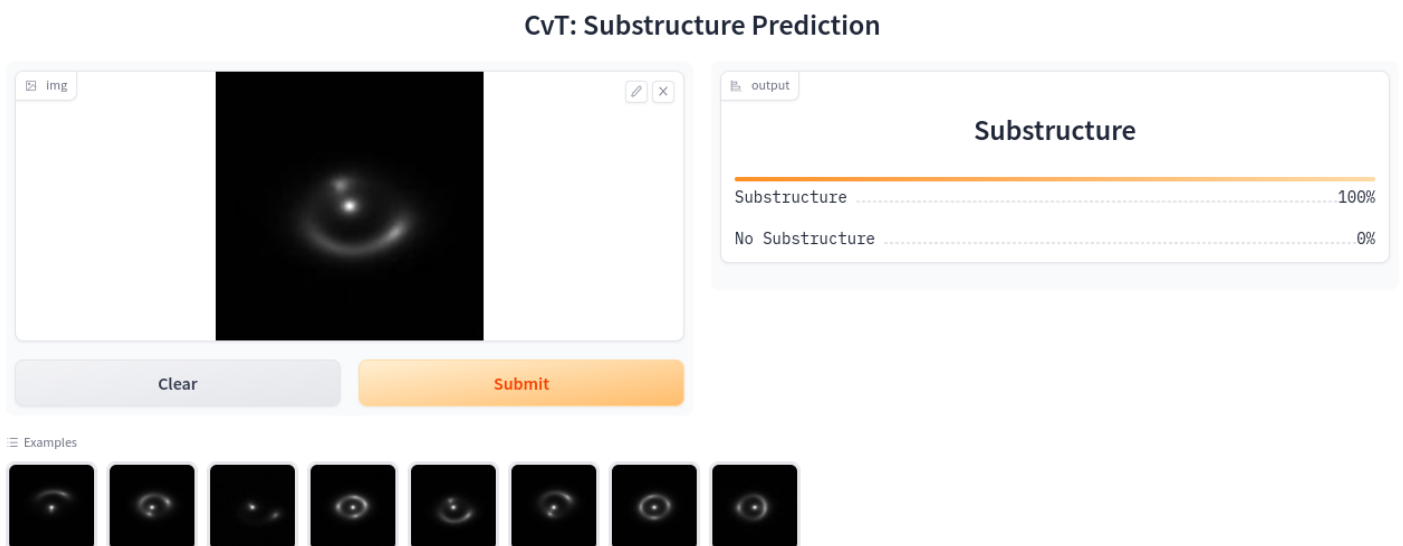 CvT: Substructure Prediction
img
output
Substructure
Substructure 100%
No Substructure 0%
Clear
Submit
Examples